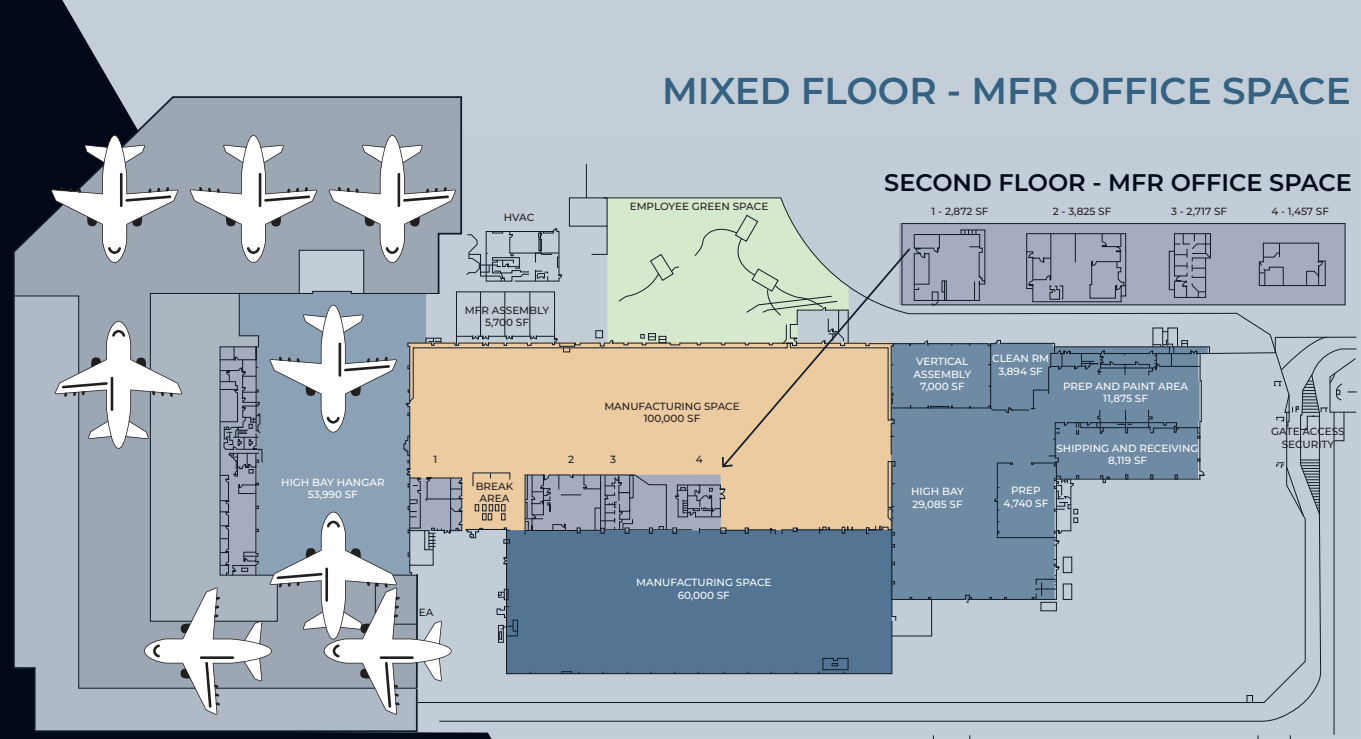 MIXED FLOOR - MFR OFFICE SPACE
SECOND FLOOR - MFR OFFICE SPACE
1 - 2,872 SF
2 - 3,825 SF
3 - 2,717 SF
4 - 1,457 SF
EMPLOYEE GREEN SPACE
HVAC
MFR ASSEMBLY
5,700 SF
VERTICAL
ASSEMBLY
7,000 SF
CLEAN RM
3,894 SF
PREP AND PAINT AREA
11,875 SF
MANUFACTURING SPACE
100,000 SF
GATE ACCESS
SECURITY
SHIPPING AND RECEIVING
8,119 SF
1
2
3
4
HIGH BAY HANGAR
53,990 SF
BREAK
AREA
HIGH BAY
29,085 SF
PREP
4,740 SF
MANUFACTURING SPACE
60,000 SF
EA